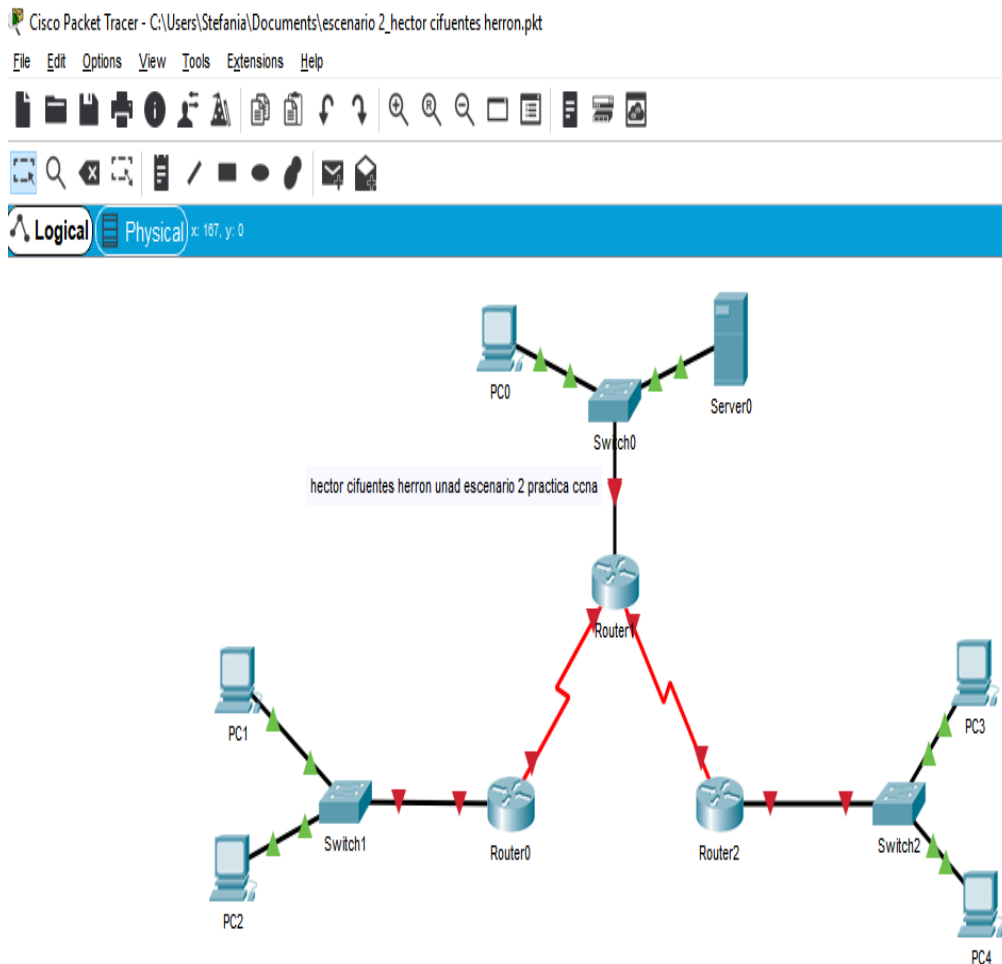 Cisco Packet Tracer - C:\Users\Stefania\Documents\escenario 2_hector cifuentes herron.pkt
File Edit Options View Tools Extensions Help
Logical Physical x: 167, y: 0
PC0
Server0
Switch0
hector cifuentes herron unad escenario 2 practica ccna
Router1
PC1
PC3
Switch1
Router0
Router2
Switch2
PC2
PC4